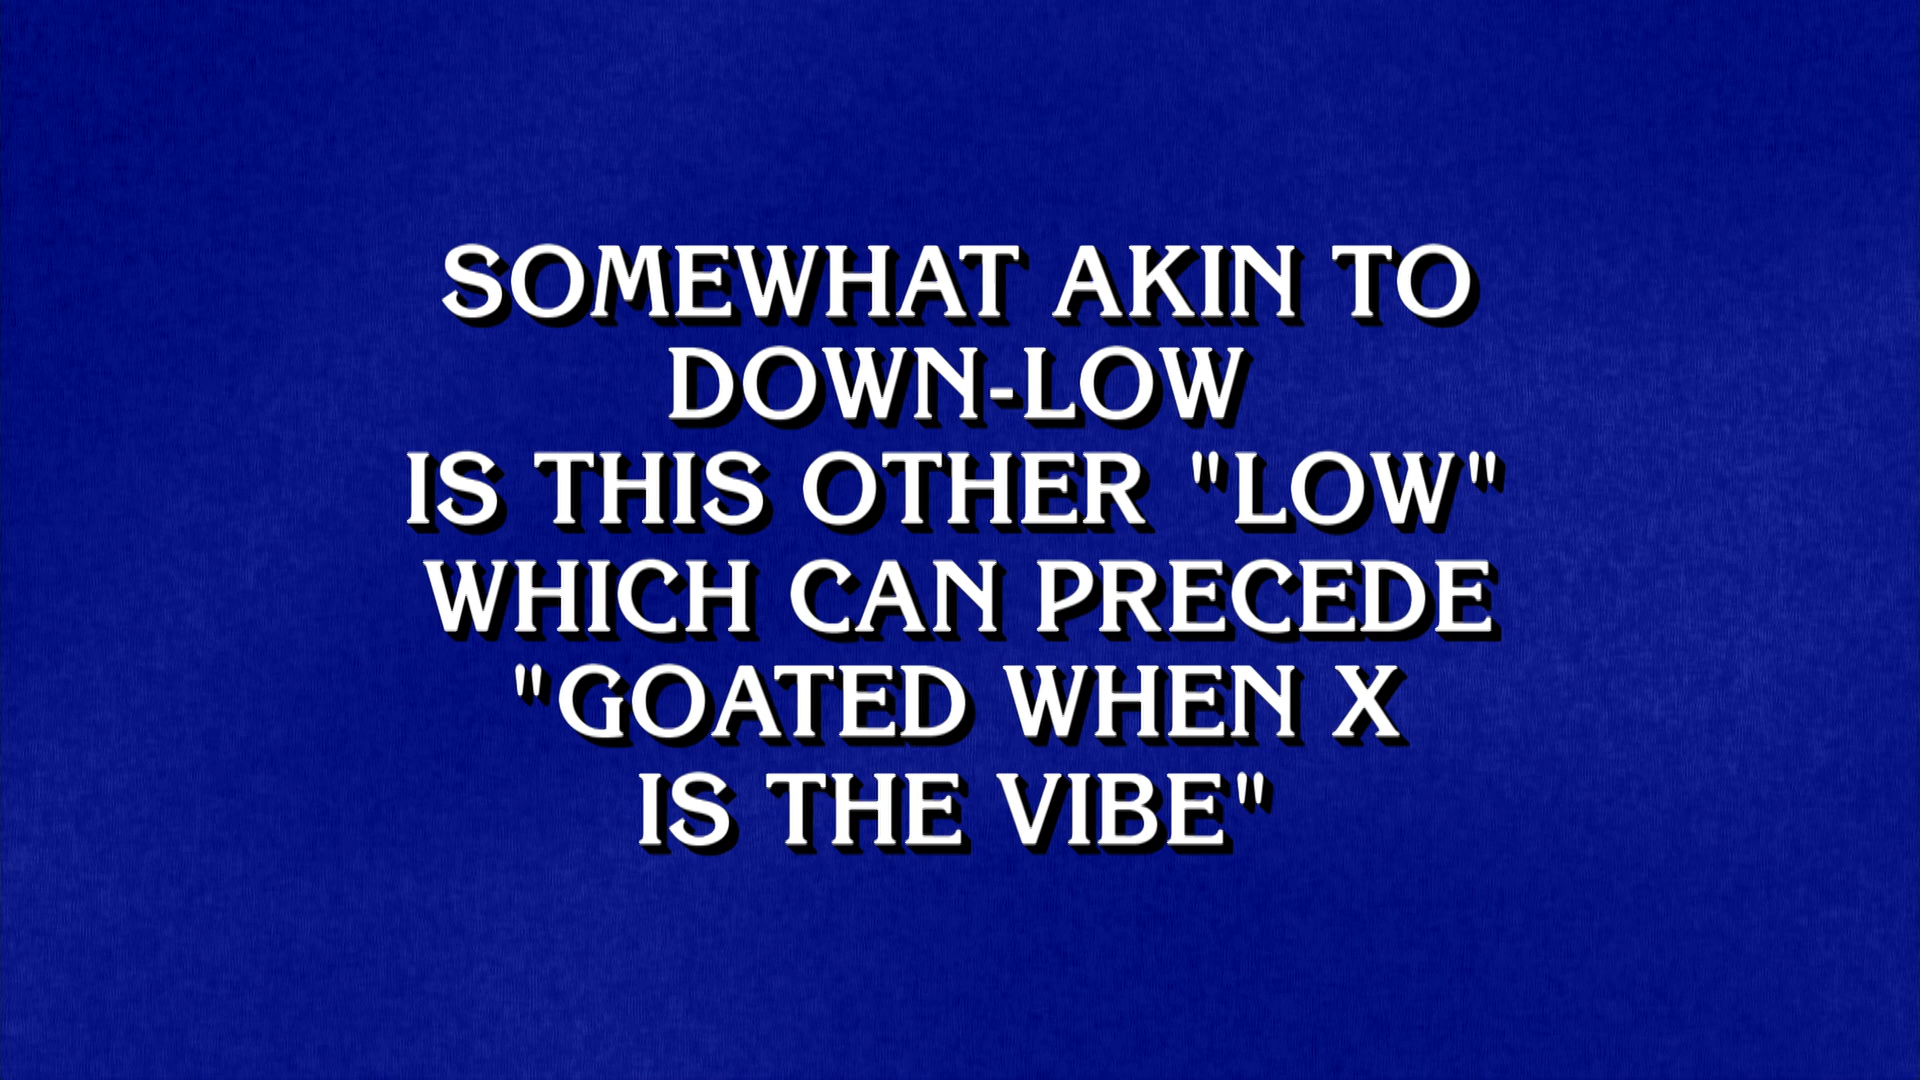 SOMEWHAT AKIN TO
DOWN-LOW
IS THIS OTHER "LOW"
WHICH CAN PRECEDE
"GOATED WHEN X
IS THE VIBE"